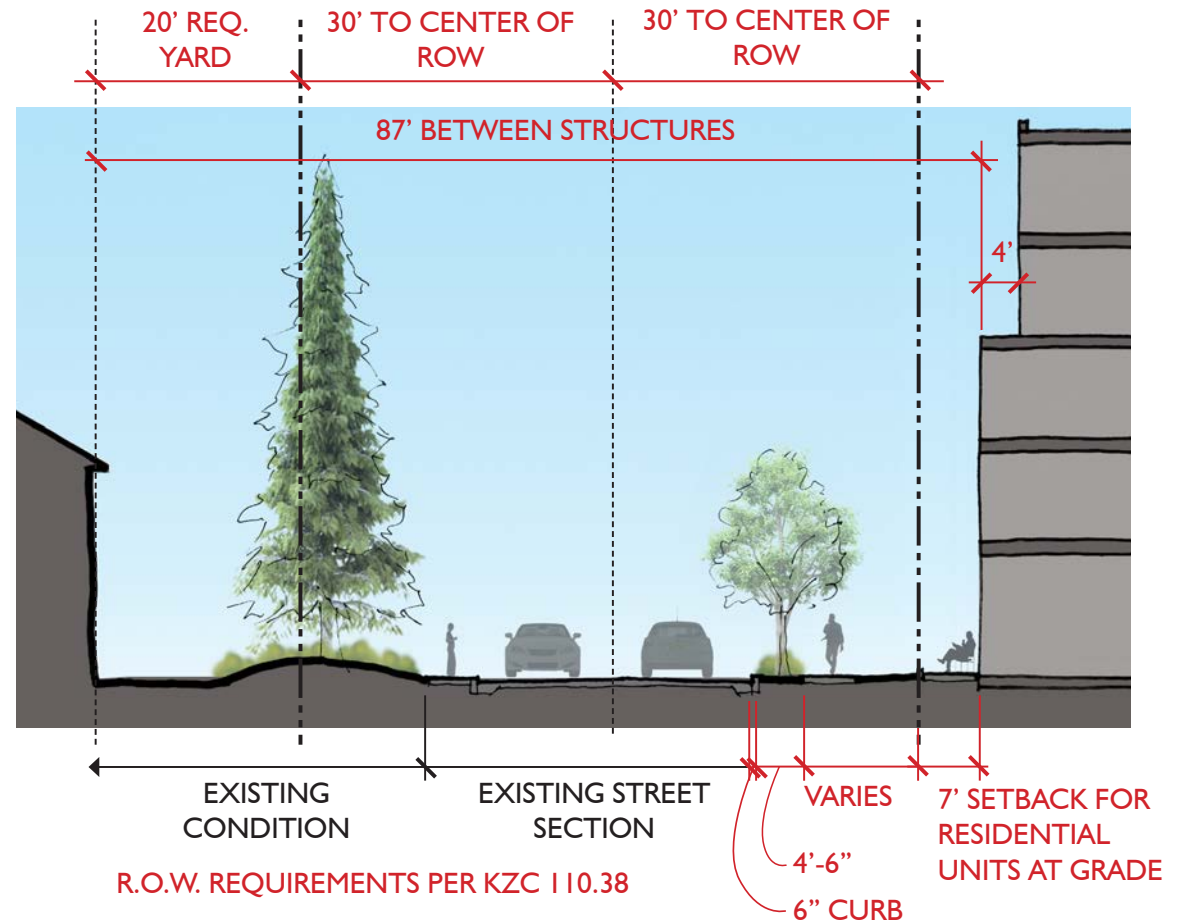 20’ REQ.
YARD
30’ TO CENTER OF
ROW
30’ TO CENTER OF
ROW
87’ BETWEEN STRUCTURES
4’
EXISTING
CONDITION
EXISTING STREET
SECTION
VARIES
7’ SETBACK FOR
RESIDENTIAL
UNITS AT GRADE
4’-6”
6” CURB
R.O.W. REQUIREMENTS PER KZC 110.38